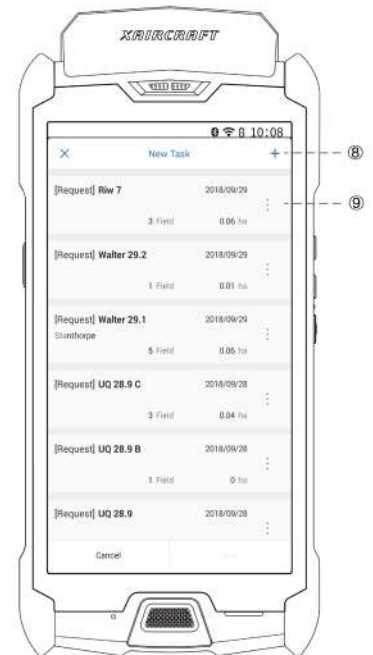 XAIRCRAFT
10:08
× New Task + ⑧
[Request] Riw 7 2018/09/29 ⑨
3 Field 0.06 ha
[Request] Walter 29.2 2018/09/29
1 Field 0.01 ha
[Request] Walter 29.1 2018/09/29
Stanthorpe
5 Field 0.05 ha
[Request] UQ 28.9 C 2018/09/28
3 Field 0.04 ha
[Request] UQ 28.9 B 2018/09/28
1 Field 0 ha
[Request] UQ 28.9 2018/09/28
Cancel